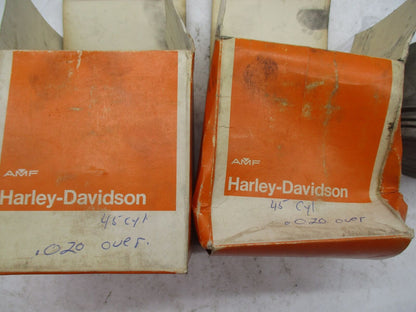 AMF
Harley-Davidson
45 cyl
.020 over.
AMF
Harley-Davidson
45 cyl.
.020 over.